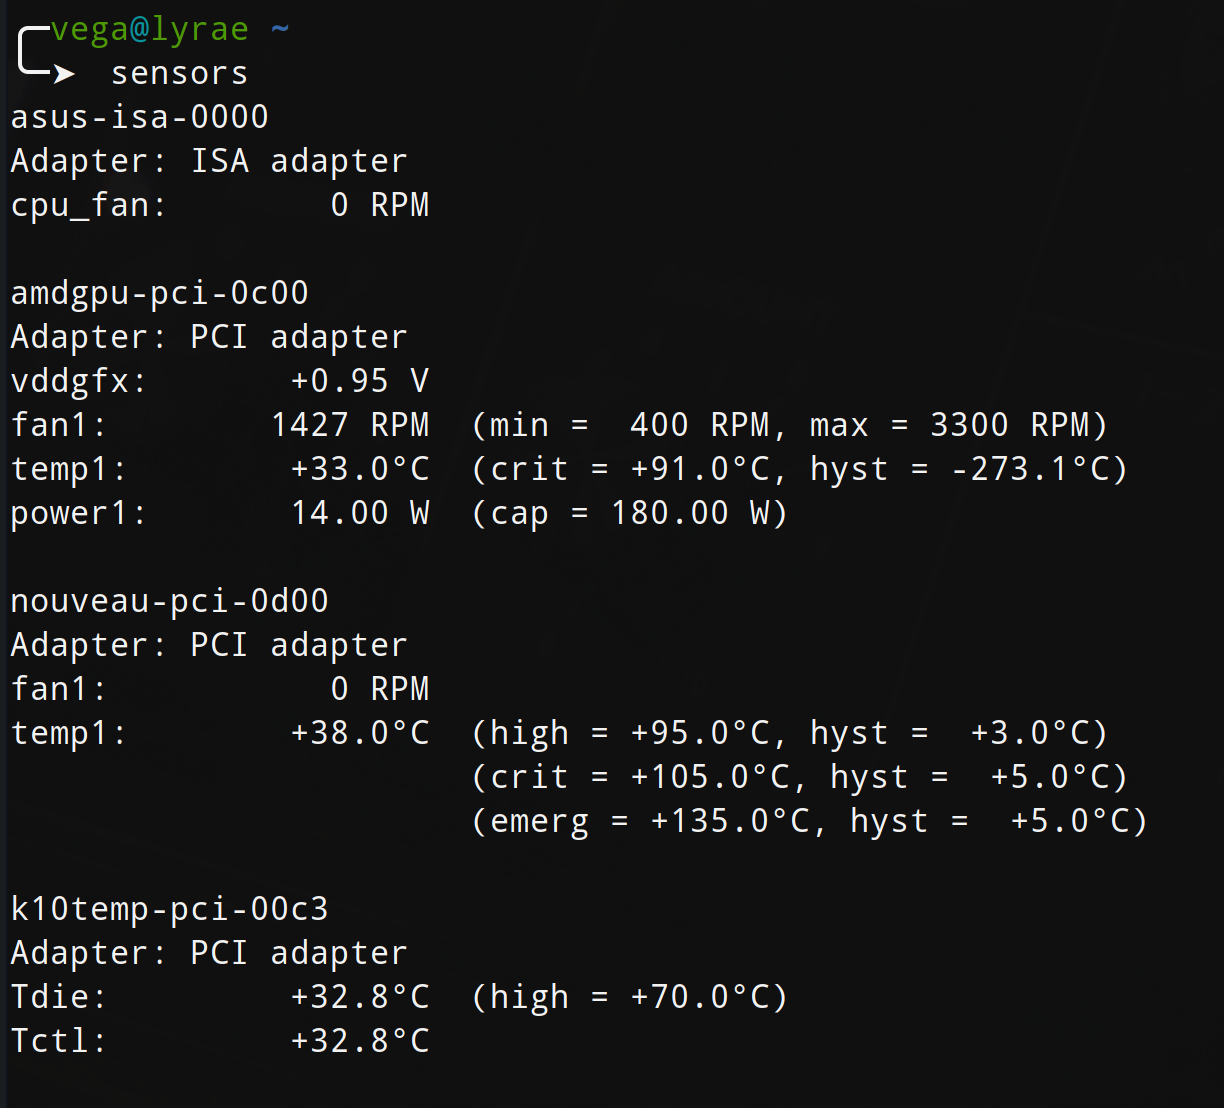 vega@lyrae ~
➤  sensors
asus-isa-0000
Adapter: ISA adapter
cpu_fan:        0 RPM

amdgpu-pci-0c00
Adapter: PCI adapter
vddgfx:       +0.95 V
fan1:        1427 RPM  (min =  400 RPM, max = 3300 RPM)
temp1:        +33.0°C  (crit = +91.0°C, hyst = -273.1°C)
power1:       14.00 W  (cap = 180.00 W)

nouveau-pci-0d00
Adapter: PCI adapter
fan1:           0 RPM
temp1:        +38.0°C  (high = +95.0°C, hyst =  +3.0°C)
                       (crit = +105.0°C, hyst =  +5.0°C)
                       (emerg = +135.0°C, hyst =  +5.0°C)

k10temp-pci-00c3
Adapter: PCI adapter
Tdie:         +32.8°C  (high = +70.0°C)
Tctl:         +32.8°C